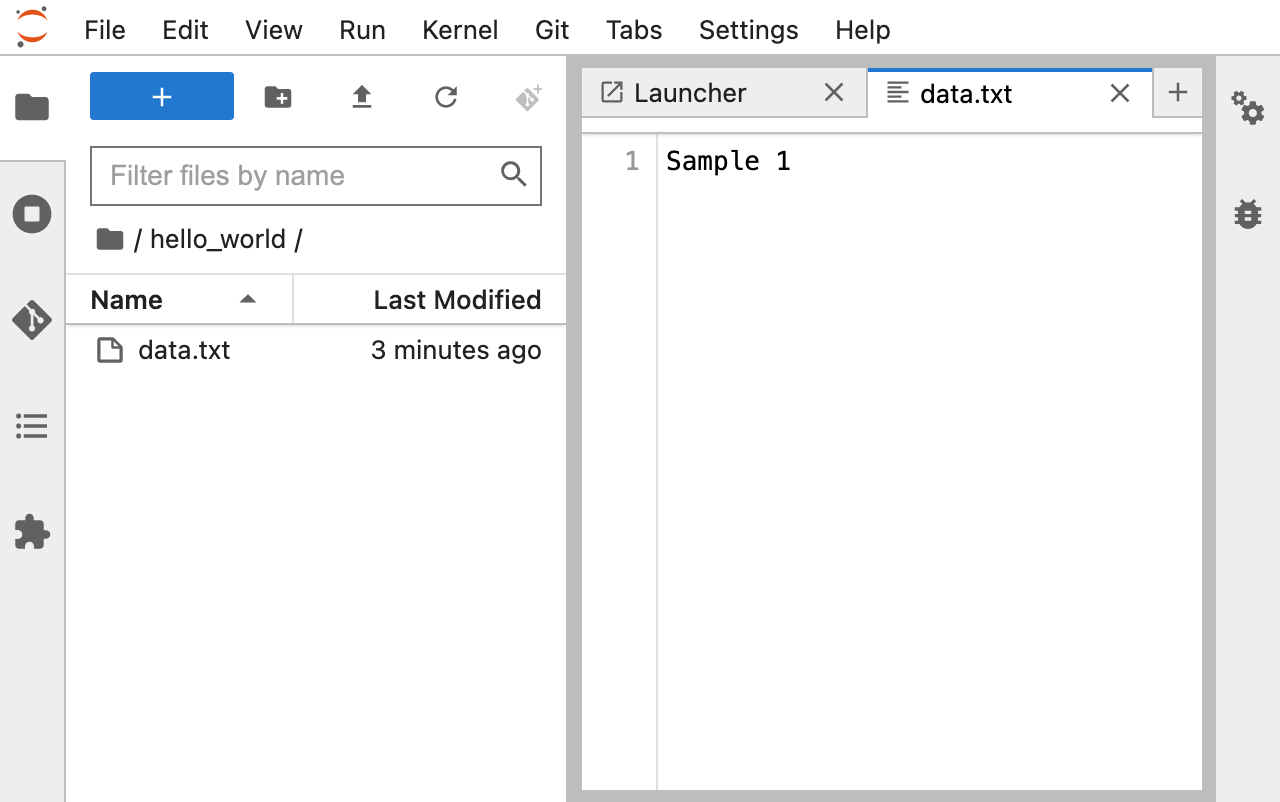 File Edit View Run Kernel Git Tabs Settings Help
Filter files by name
/ hello_world /
Name Last Modified
data.txt 3 minutes ago
Launcher data.txt
1 Sample 1